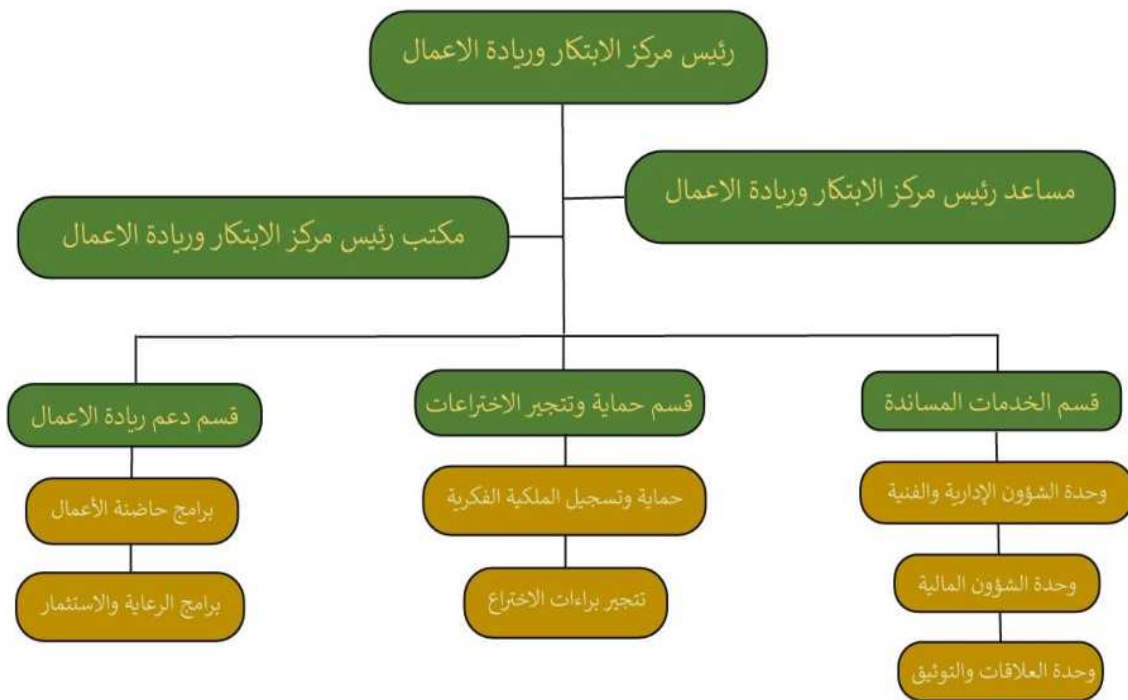 رئيس مركز الابتكار وريادة الاعمال
مساعد رئيس مركز الابتكار وريادة الاعمال
مكتب رئيس مركز الابتكار وريادة الاعمال
قسم الخدمات المساندة
قسم حماية وتتجير الاختراعات
قسم دعم ريادة الاعمال
وحدة الشؤون الإدارية والفنية
حماية وتسجيل الملكية الفكرية
برامج حاضنة الأعمال
وحدة الشؤون المالية
تتجير براءات الاختراع
برامج الرعاية والاستثمار
وحدة العلاقات والتوثيق